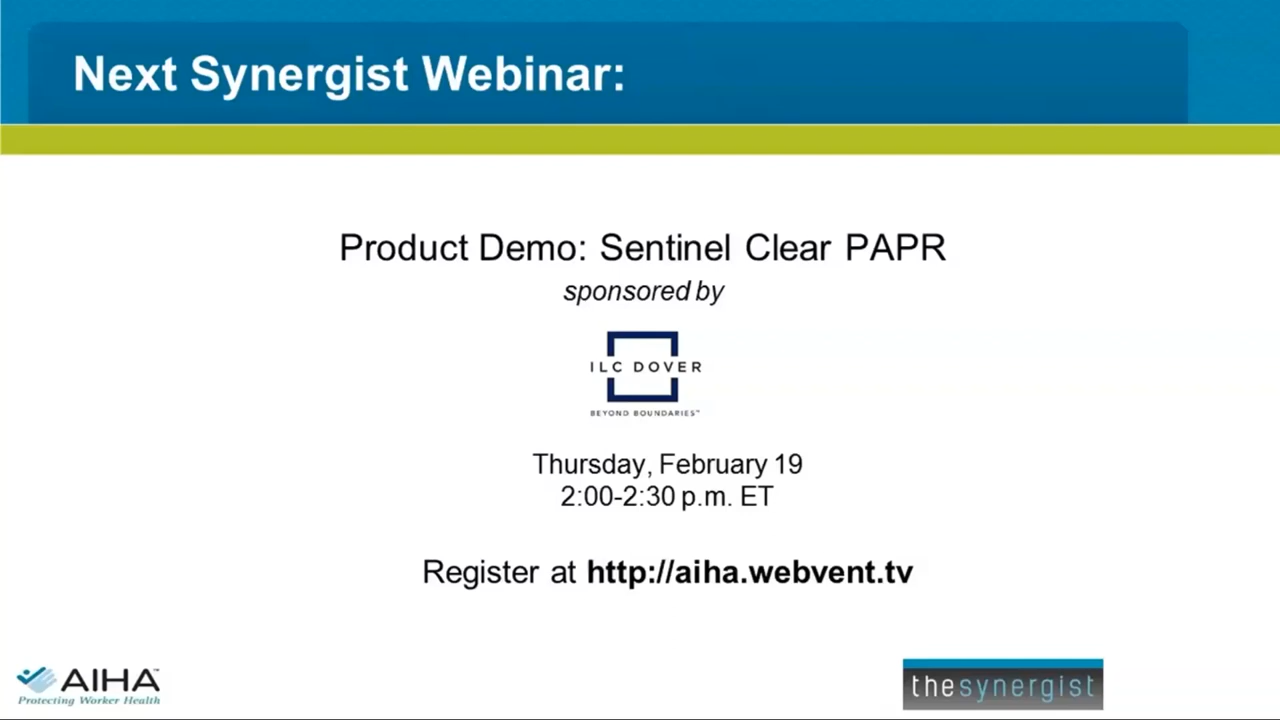 Next Synergist Webinar:
Product Demo: Sentinel Clear PAPR
sponsored by
ILC DOVER
BEYOND BOUNDARIES™
Thursday, February 19
2:00-2:30 p.m. ET
Register at http://aiha.webvent.tv
AIHA™
Protecting Worker Health
thesynergist